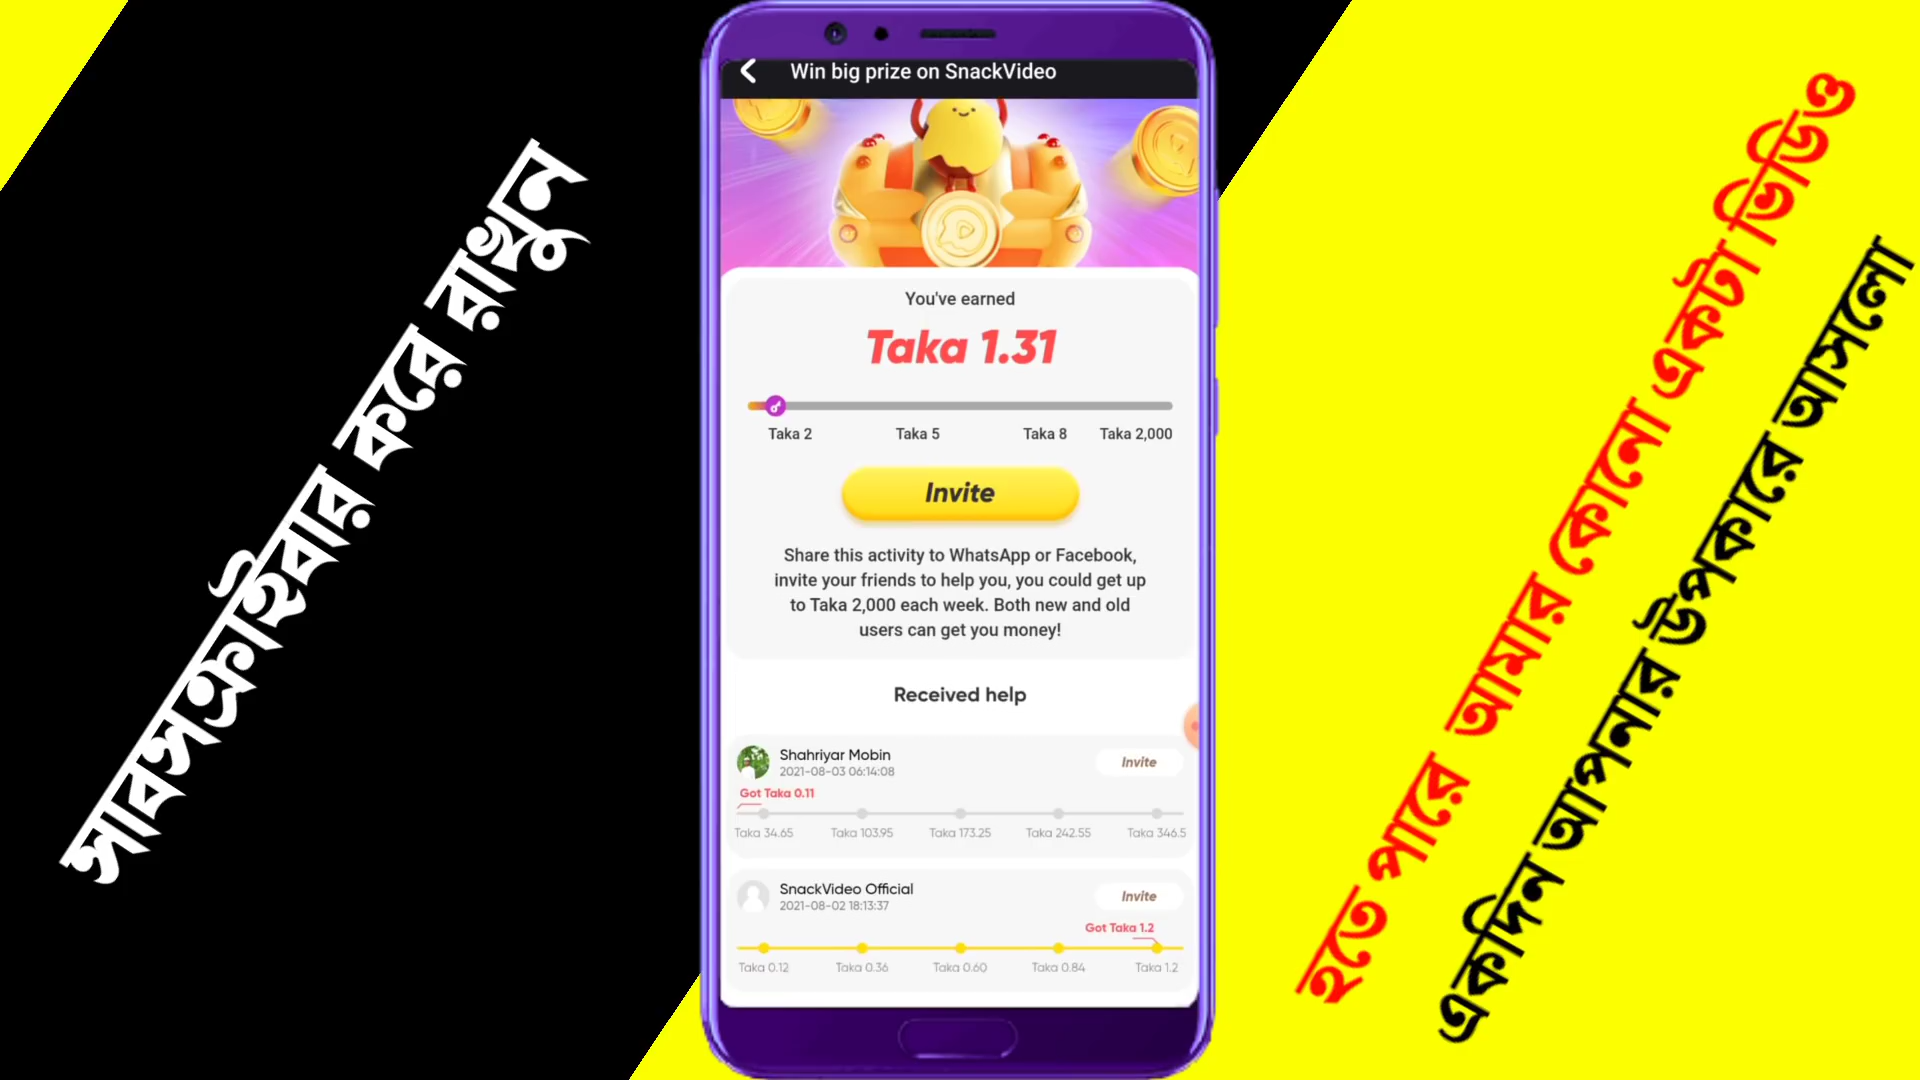 সাবসক্রাইবার করে রাখুন
Win big prize on SnackVideo
You've earned
Taka 1.31
Taka 2 Taka 5 Taka 8 Taka 2,000
Invite
Share this activity to WhatsApp or Facebook,
invite your friends to help you, you could get up
to Taka 2,000 each week. Both new and old
users can get you money!
Received help
Shahriyar Mobin
2021-08-03 06:14:08
Invite
Got Taka 0.11
Taka 34.65 Taka 103.95 Taka 173.25 Taka 242.55 Taka 346.5
SnackVideo Official
2021-08-02 18:13:37
Invite
Got Taka 1.2
Taka 0.12 Taka 0.36 Taka 0.60 Taka 0.84 Taka 1.2
হতে পারে আমার কোনো একটা ভিডিও
একদিন আপনার উপকারে আসলো